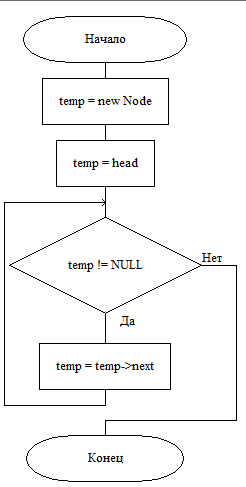 Начало
temp = new Node
temp = head
temp != NULL
Нет
Да
temp = temp->next
Конец